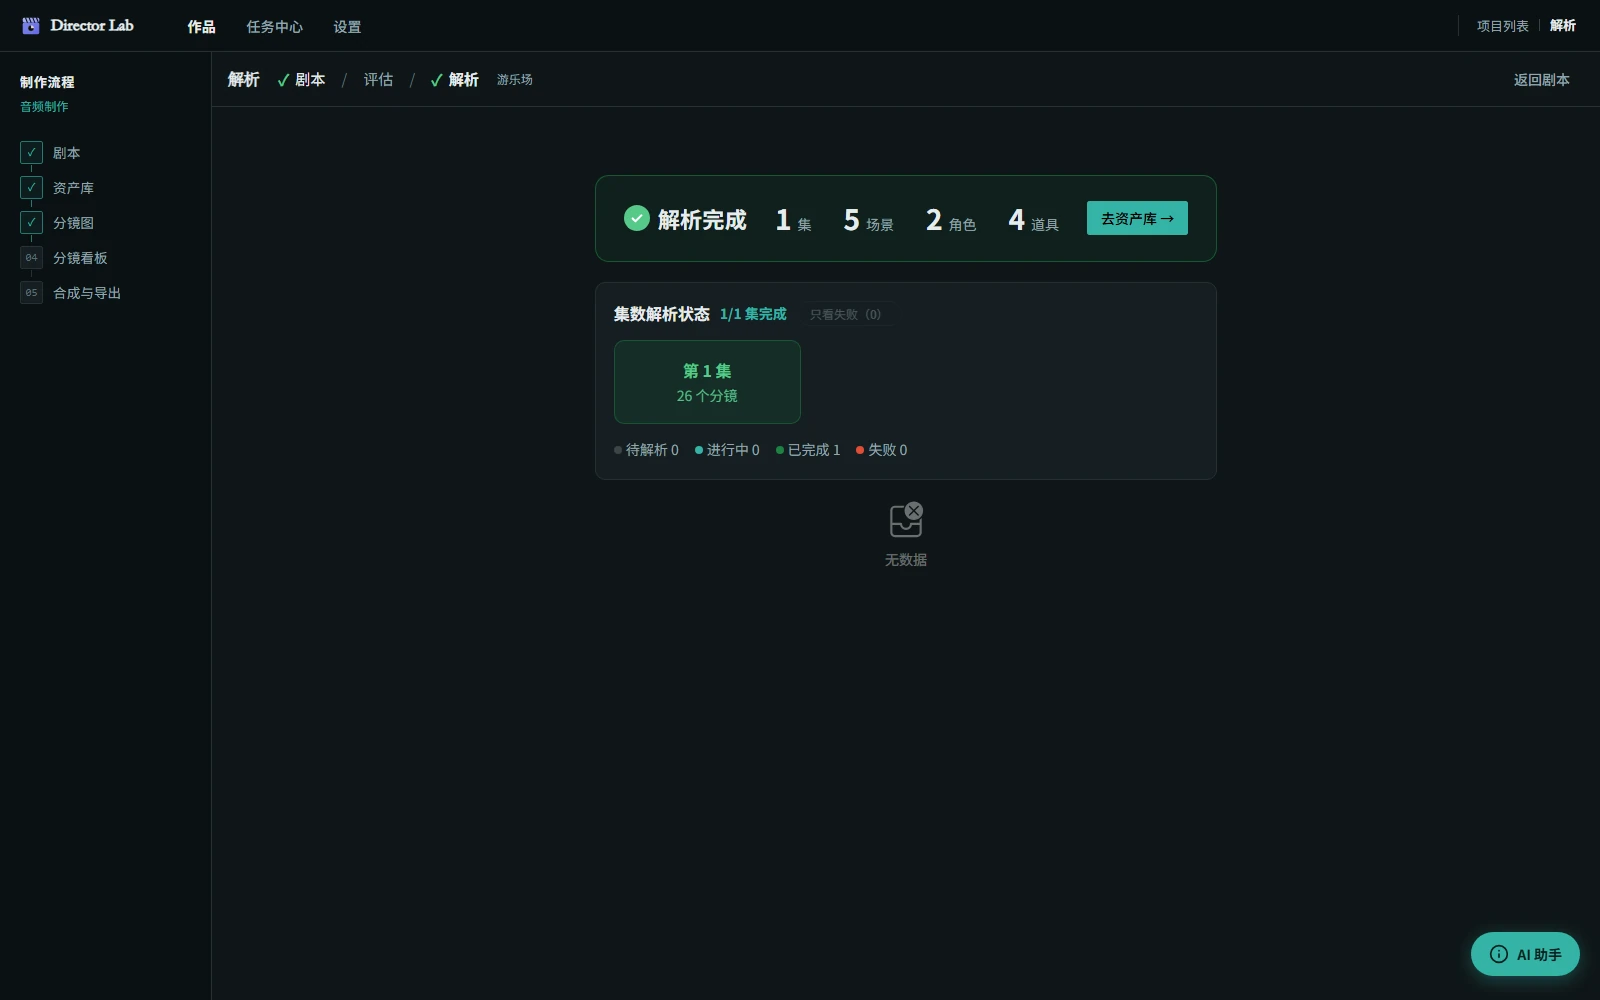 Director Lab 作品 任务中心 设置 项目列表 解析
制作流程
音频制作
✓ 剧本
✓ 资产库
✓ 分镜图
04 分镜看板
05 合成与导出
解析 ✓ 剧本 / 评估 / ✓ 解析 游乐场 返回剧本
解析完成 1 集 5 场景 2 角色 4 道具 去资产库 →
集数解析状态 1/1 集完成 只看失败（0）
第 1 集
26 个分镜
待解析 0 进行中 0 已完成 1 失败 0
无数据
AI 助手